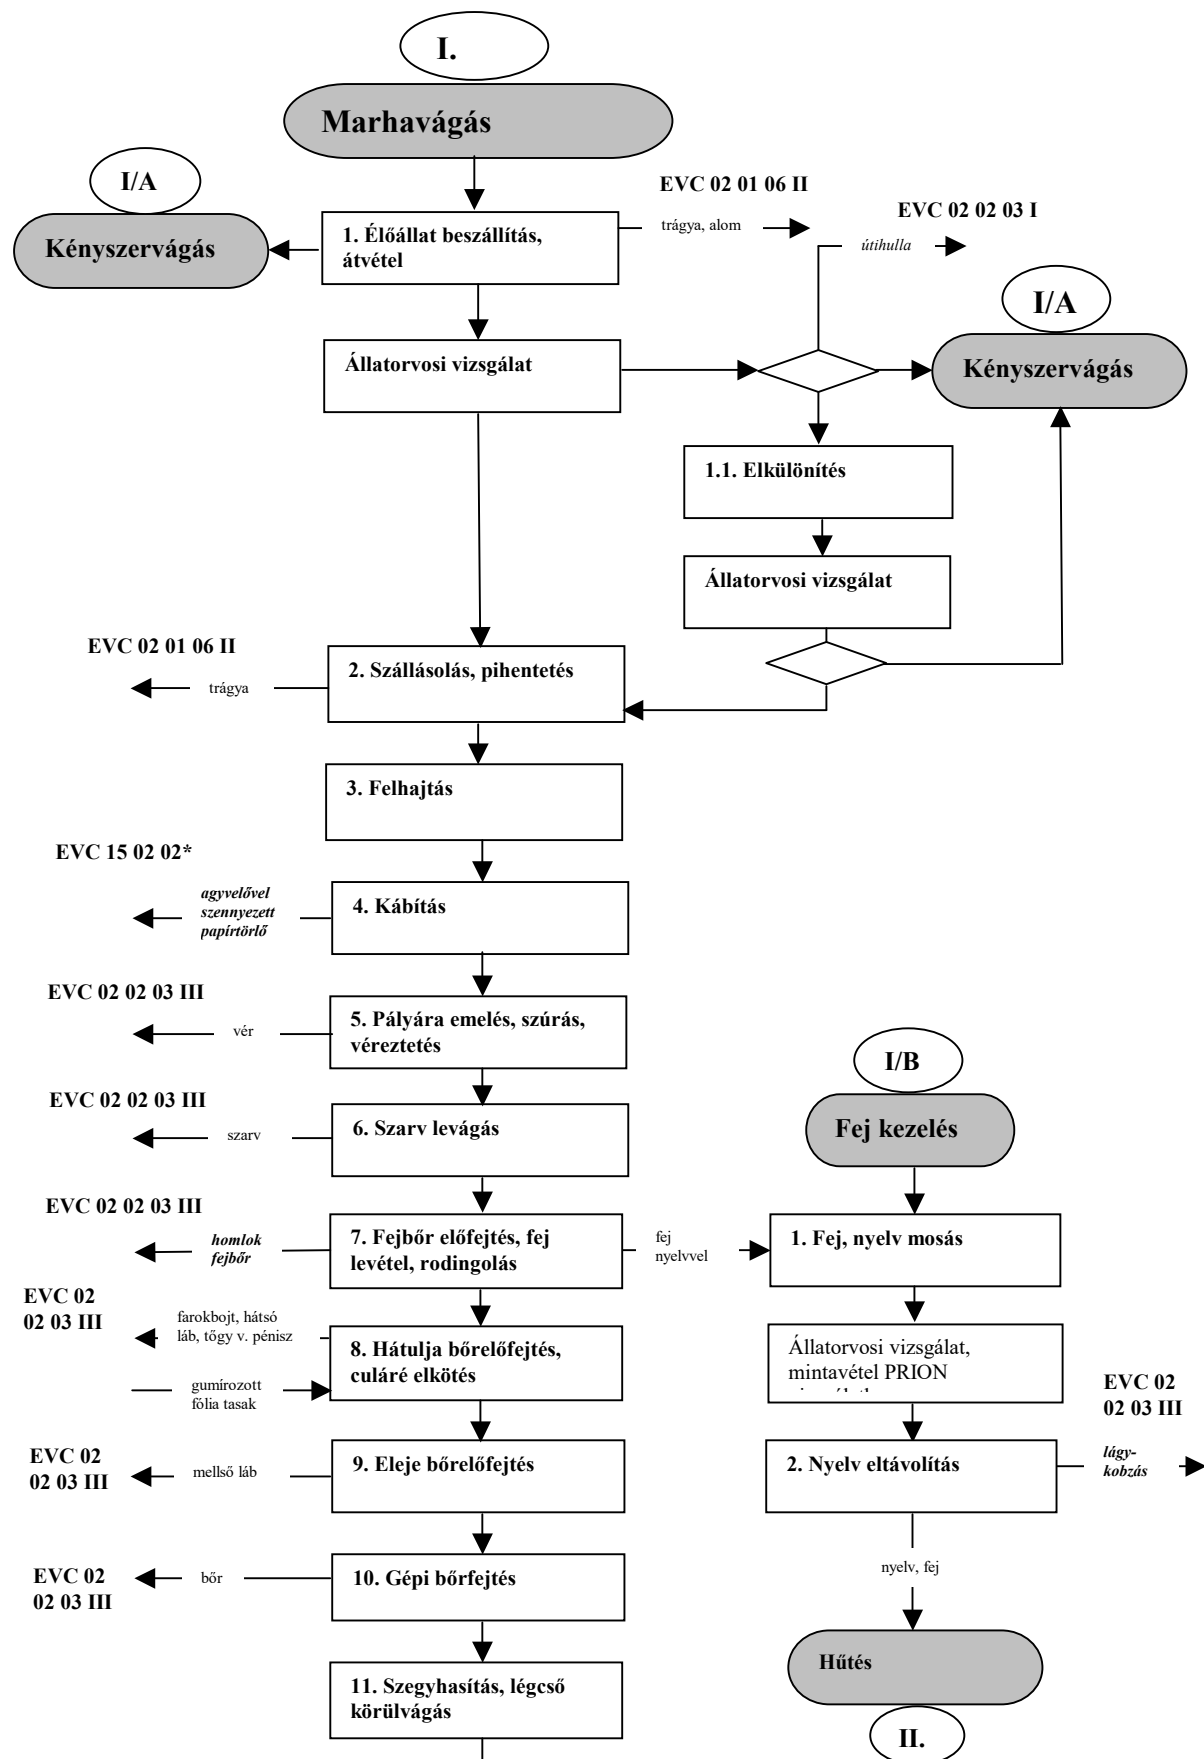 I.
Marhavágás
I/A
Kényszervágás
EVC 02 01 06 II
EVC 02 02 03 I
1. Élőállat beszállítás,
átvétel
trágya, alom
útihulla
I/A
Kényszervágás
Állatorvosi vizsgálat
1.1. Elkülönítés
Állatorvosi vizsgálat
EVC 02 01 06 II
trágya
2. Szállásolás, pihentetés
3. Felhajtás
EVC 15 02 02*
agyvelővel
szennyezett
papírtörlő
4. Kábítás
EVC 02 02 03 III
vér
5. Pályára emelés, szúrás,
véreztetés
EVC 02 02 03 III
szarv
6. Szarv levágás
I/B
Fej kezelés
EVC 02 02 03 III
homlok
fejbőr
7. Fejbőr előfejtés, fej
levétel, rodingolás
fej
nyelvvel
1. Fej, nyelv mosás
EVC 02
02 03 III
farokbojt, hátsó
láb, tőgy v. pénisz
8. Hátulja bőrelőfejtés,
culáré elkötés
gumírozott
fólia tasak
Állatorvosi vizsgálat,
mintavétel PRION
EVC 02
02 03 III
EVC 02
02 03 III
mellső láb
9. Eleje bőrelőfejtés
2. Nyelv eltávolítás
lágy-
kobzás
EVC 02
02 03 III
bőr
10. Gépi bőrfejtés
nyelv, fej
11. Szegyhasítás, légcső
körülvágás
Hűtés
II.